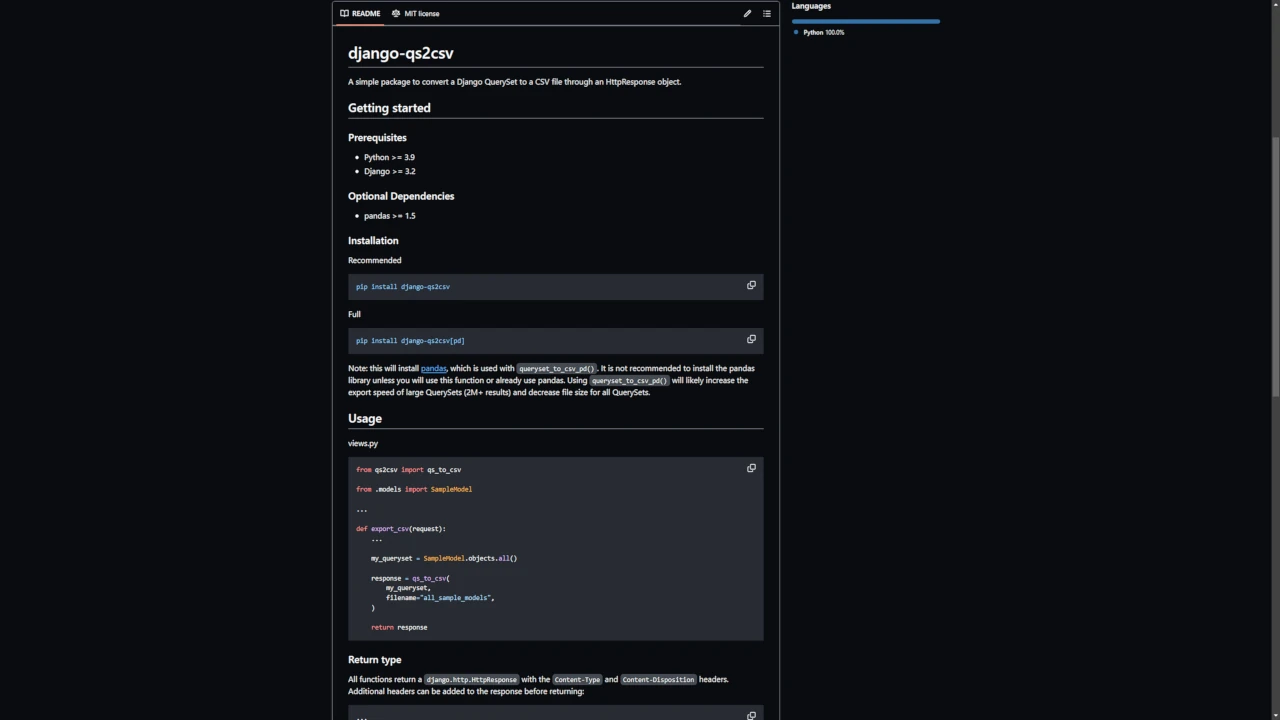 README
MIT license
Languages
Python 100.0%
django-qs2csv
A simple package to convert a Django QuerySet to a CSV file through an HttpResponse object.
Getting started
Prerequisites
Python >= 3.9
Django >= 3.2
Optional Dependencies
pandas >= 1.5
Installation
Recommended
pip install django-qs2csv
Full
pip install django-qs2csv[pd]
Note: this will install pandas, which is used with queryset_to_csv_pd(). It is not recommended to install the pandas
library unless you will use this function or already use pandas. Using queryset_to_csv_pd() will likely increase the
export speed of large QuerySets (2M+ results) and decrease file size for all QuerySets.
Usage
views.py
from qs2csv import qs_to_csv
from .models import SampleModel
...
def export_csv(request):
...
my_queryset = SampleModel.objects.all()
response = qs_to_csv(
my_queryset,
filename="all_sample_models",
)
return response
Return type
All functions return a django.http.HttpResponse with the Content-Type and Content-Disposition headers.
Additional headers can be added to the response before returning:
...